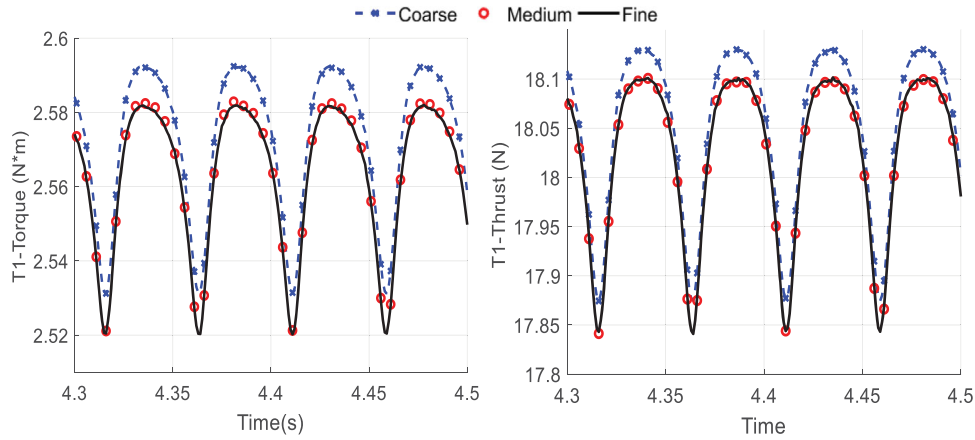 Coarse Medium Fine
T1-Torque (N*m)
2.6
2.58
2.56
2.54
2.52
4.3 4.35 4.4 4.45 4.5
Time(s)
T1-Thrust (N)
18.1
18.05
18
17.95
17.9
17.85
17.8
4.3 4.35 4.4 4.45 4.5
Time